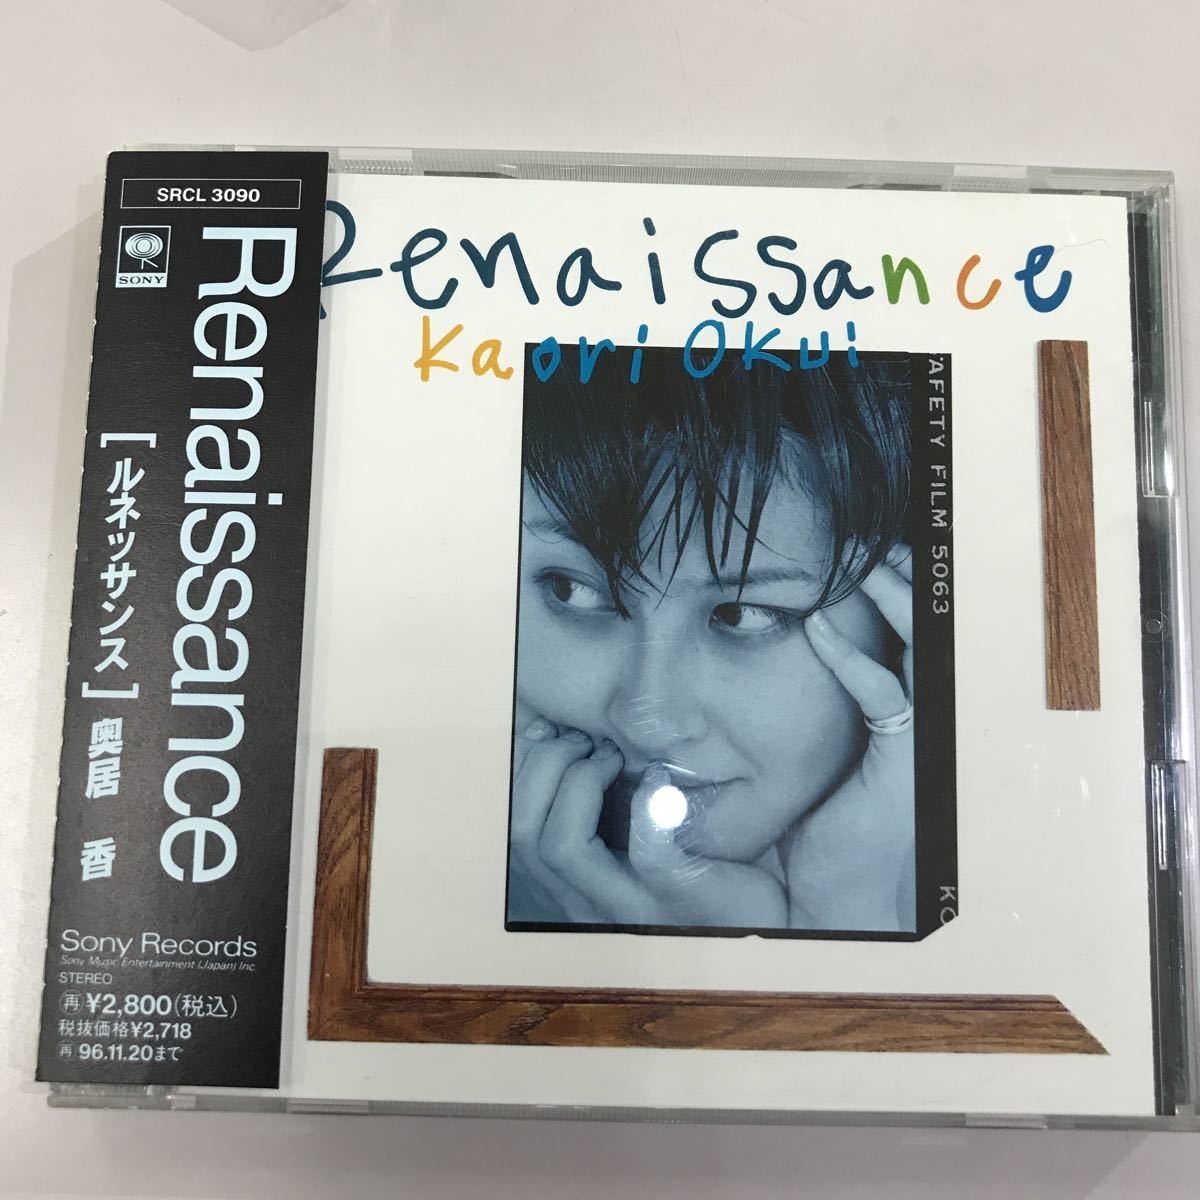 SRCL 3090
SONY
Renaissance
[ルネッサンス] 奥居 香
Sony Records
Sony Music Entertainment (Japan) Inc.
STEREO
再 ¥2,800(税込)
税抜価格¥2,718
再 96.11.20まで
Renaissance
Kaori Okui
AFETY FILM 5063
KO